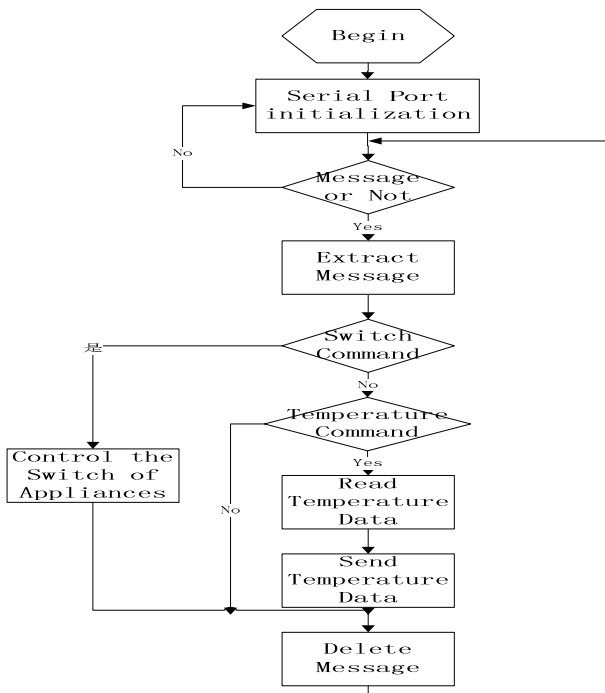 Begin
Serial Port
initialization
No
Message
or Not
Yes
Extract
Message
Switch
Command
是
No
Temperature
Command
Control the
Switch of
Appliances
Yes
Read
Temperature
Data
No
Send
Temperature
Data
Delete
Message